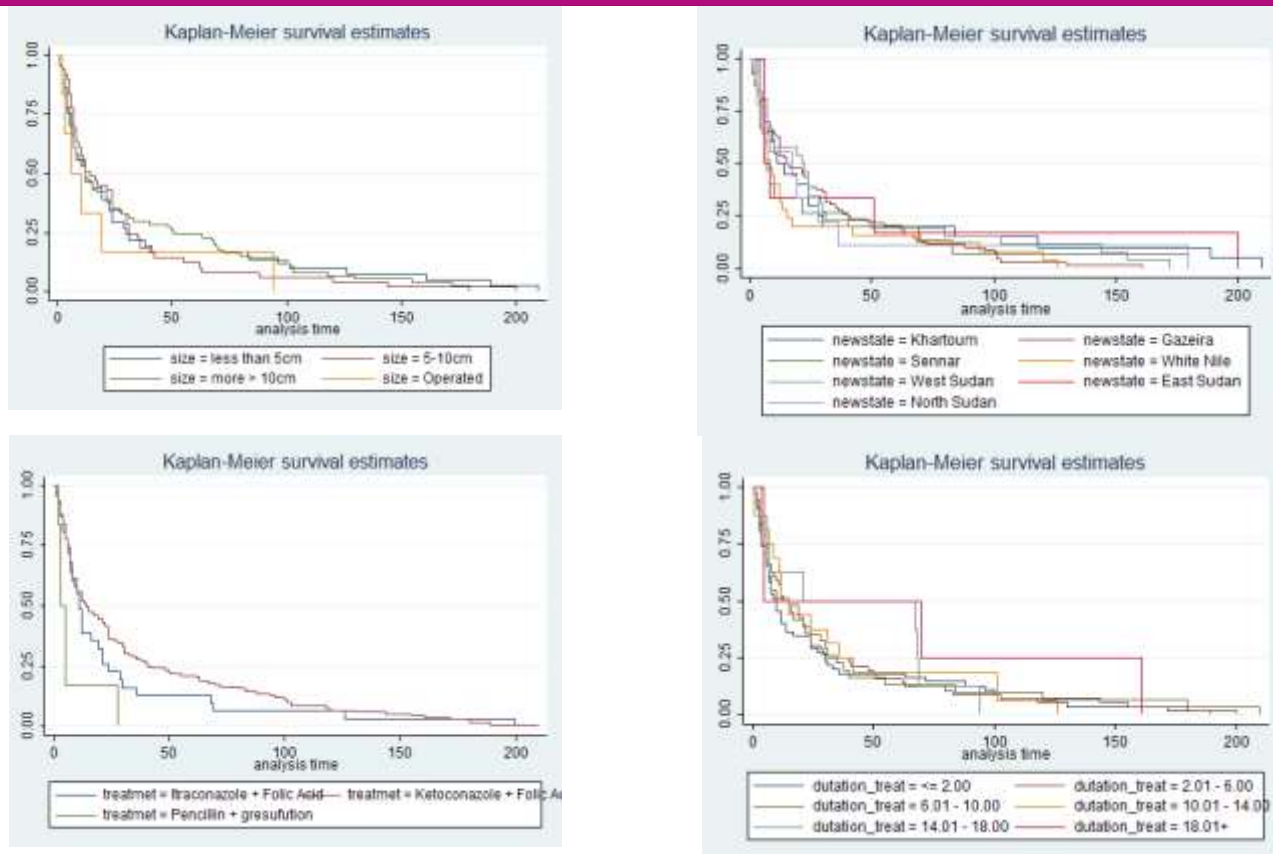 Kaplan-Meier survival estimates
1.00
0.75
0.50
0.25
0.00
0 50 100 150 200
analysis time
size = less than 5cm size = 5-10cm
size = more > 10cm size = Operated
Kaplan-Meier survival estimates
1.00
0.75
0.50
0.25
0.00
0 50 100 150 200
analysis time
newstate = Khartoum newstate = Gazeira
newstate = Sennar newstate = White Nile
newstate = West Sudan newstate = East Sudan
newstate = North Sudan
Kaplan-Meier survival estimates
1.00
0.75
0.50
0.25
0.00
0 50 100 150 200
analysis time
treatmet = Itraconazole + Folic Acid treatmet = Ketoconazole + Folic A
treatmet = Pencillin + gresufution
Kaplan-Meier survival estimates
1.00
0.75
0.50
0.25
0.00
0 50 100 150 200
analysis time
dutation_treat = <= 2.00 dutation_treat = 2.01 - 6.00
dutation_treat = 6.01 - 10.00 dutation_treat = 10.01 - 14.00
dutation_treat = 14.01 - 18.00 dutation_treat = 18.01+